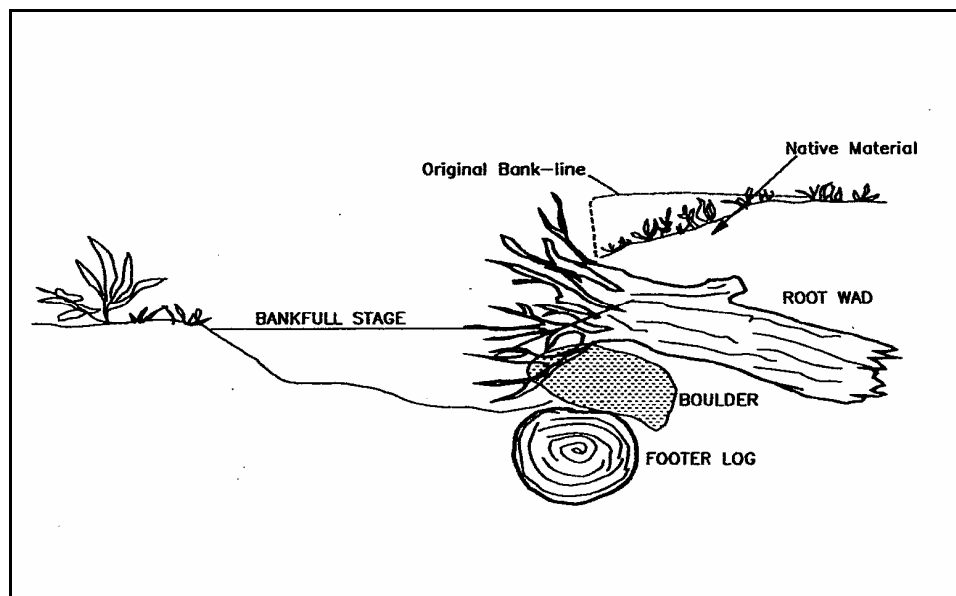 Native Material
Original Bank-line
BANKFULL STAGE
ROOT WAD
BOULDER
FOOTER LOG